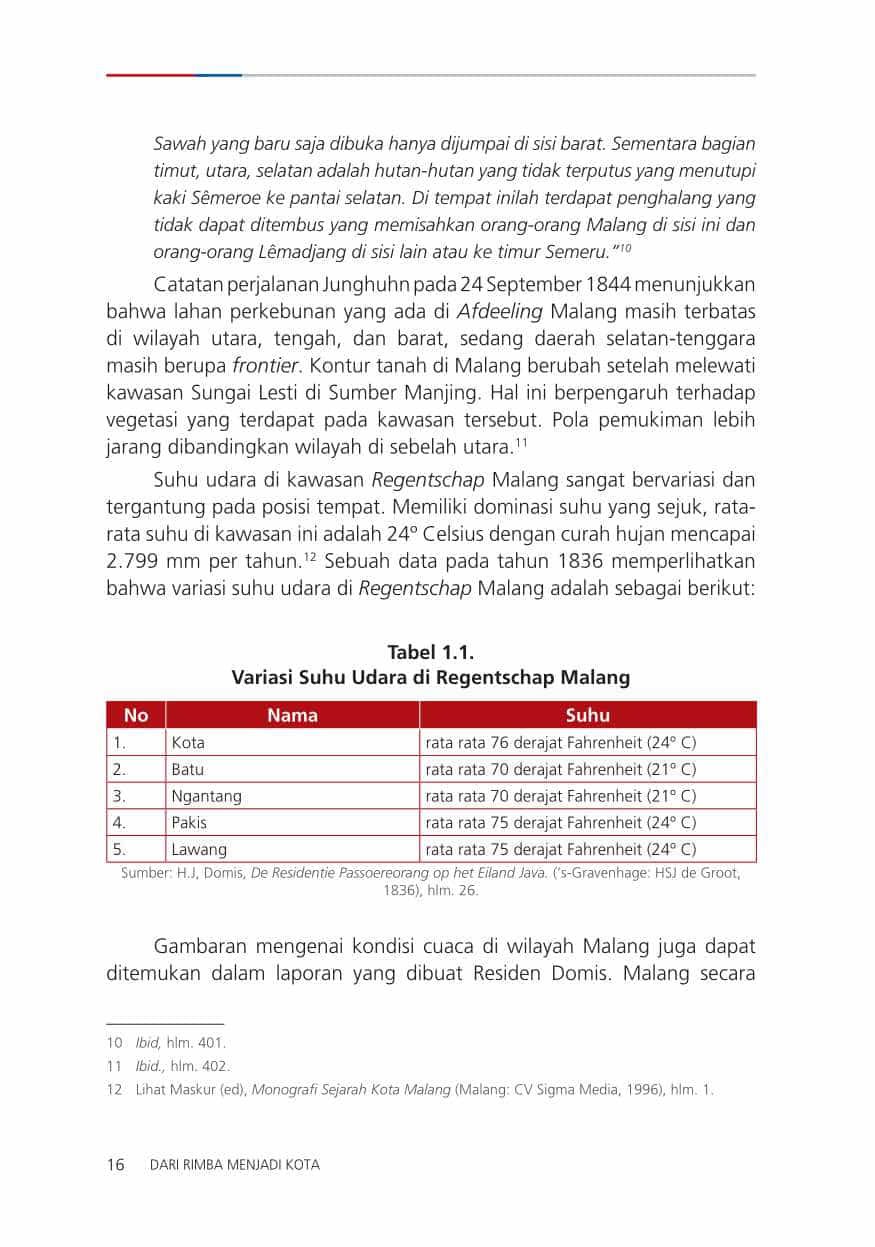 Sawah yang baru saja dibuka hanya dijumpai di sisi barat. Sementara bagian
timut, utara, selatan adalah hutan-hutan yang tidak terputus yang menutupi
kaki Sêmeroe ke pantai selatan. Di tempat inilah terdapat penghalang yang
tidak dapat ditembus yang memisahkan orang-orang Malang di sisi ini dan
orang-orang Lêmadjang di sisi lain atau ke timur Semeru.”10
Catatan perjalanan Junghuhn pada 24 September 1844 menunjukkan
bahwa lahan perkebunan yang ada di Afdeeling Malang masih terbatas
di wilayah utara, tengah, dan barat, sedang daerah selatan-tenggara
masih berupa frontier. Kontur tanah di Malang berubah setelah melewati
kawasan Sungai Lesti di Sumber Manjing. Hal ini berpengaruh terhadap
vegetasi yang terdapat pada kawasan tersebut. Pola pemukiman lebih
jarang dibandingkan wilayah di sebelah utara.11
Suhu udara di kawasan Regentschap Malang sangat bervariasi dan
tergantung pada posisi tempat. Memiliki dominasi suhu yang sejuk, rata-
rata suhu di kawasan ini adalah 24º Celsius dengan curah hujan mencapai
2.799 mm per tahun.12 Sebuah data pada tahun 1836 memperlihatkan
bahwa variasi suhu udara di Regentschap Malang adalah sebagai berikut:
Tabel 1.1.
Variasi Suhu Udara di Regentschap Malang
No Nama Suhu
1. Kota rata rata 76 derajat Fahrenheit (24º C)
2. Batu rata rata 70 derajat Fahrenheit (21º C)
3. Ngantang rata rata 70 derajat Fahrenheit (21º C)
4. Pakis rata rata 75 derajat Fahrenheit (24º C)
5. Lawang rata rata 75 derajat Fahrenheit (24º C)
Sumber: H.J, Domis, De Residentie Passoereorang op het Eiland Java. (’s-Gravenhage: HSJ de Groot,
1836), hlm. 26.
Gambaran mengenai kondisi cuaca di wilayah Malang juga dapat
ditemukan dalam laporan yang dibuat Residen Domis. Malang secara
10 Ibid, hlm. 401.
11 Ibid., hlm. 402.
12 Lihat Maskur (ed), Monografi Sejarah Kota Malang (Malang: CV Sigma Media, 1996), hlm. 1.
16 DARI RIMBA MENJADI KOTA